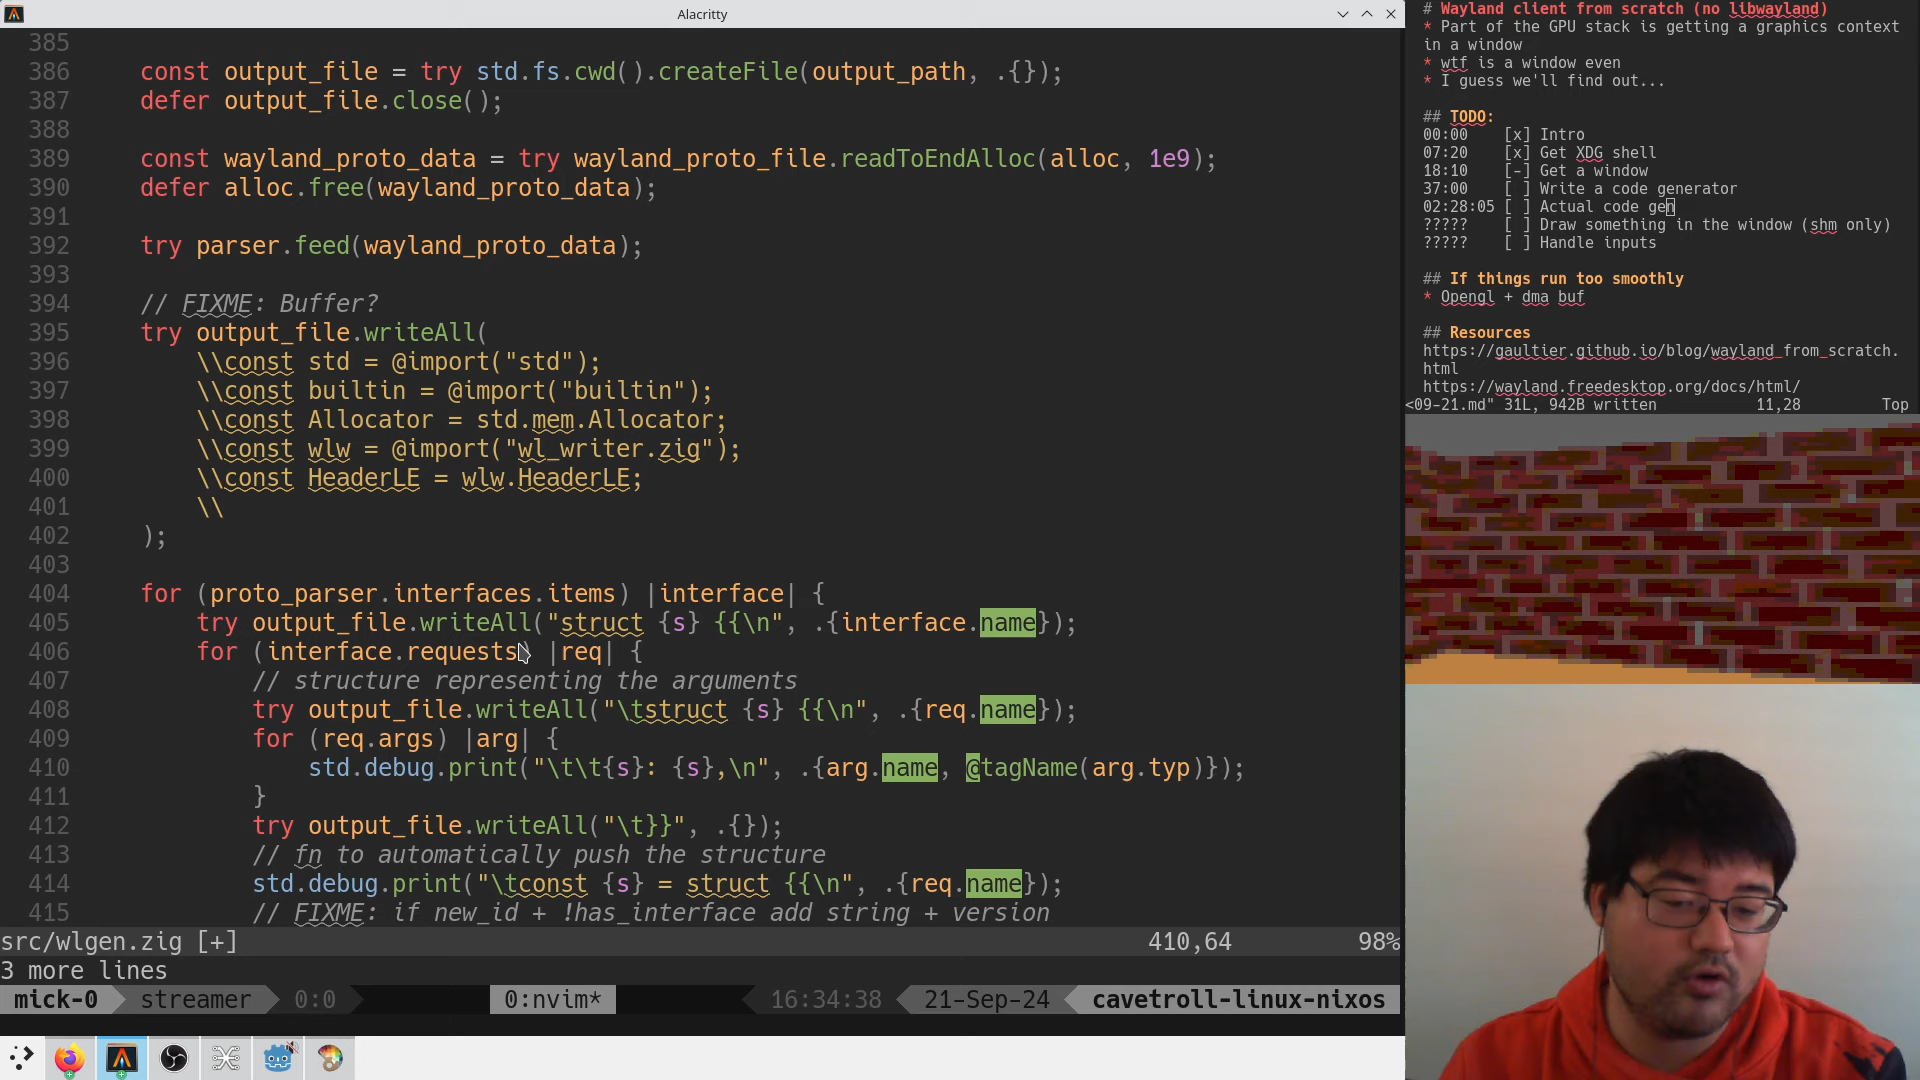 Alacritty
385
386 const output_file = try std.fs.cwd().createFile(output_path, .{});
387 defer output_file.close();
388
389 const wayland_proto_data = try wayland_proto_file.readToEndAlloc(alloc, 1e9);
390 defer alloc.free(wayland_proto_data);
391
392 try parser.feed(wayland_proto_data);
393
394 // FIXME: Buffer?
395 try output_file.writeAll(
396 \\const std = @import("std");
397 \\const builtin = @import("builtin");
398 \\const Allocator = std.mem.Allocator;
399 \\const wlw = @import("wl_writer.zig");
400 \\const HeaderLE = wlw.HeaderLE;
401 \\
402 );
403
404 for (proto_parser.interfaces.items) |interface| {
405 try output_file.writeAll("struct {s} {{\n", .{interface.name});
406 for (interface.requests) |req| {
407 // structure representing the arguments
408 try output_file.writeAll("\tstruct {s} {{\n", .{req.name});
409 for (req.args) |arg| {
410 std.debug.print("\t\t{s}: {s},\n", .{arg.name, @tagName(arg.typ)});
411 }
412 try output_file.writeAll("\t}}", .{});
413 // fn to automatically push the structure
414 std.debug.print("\tconst {s} = struct {{\n", .{req.name});
415 // FIXME: if new_id + !has_interface add string + version
src/wlgen.zig [+] 410,64 98%
3 more lines
mick-0 streamer 0:0 0:nvim* 16:34:38 21-Sep-24 cavetroll-linux-nixos
# Wayland client from scratch (no libwayland)
* Part of the GPU stack is getting a graphics context
in a window
* wtf is a window even
* I guess we'll find out...
## TODO:
00:00 [x] Intro
07:20 [x] Get XDG shell
18:10 [-] Get a window
37:00 [ ] Write a code generator
02:28:05 [ ] Actual code gen
????? [ ] Draw something in the window (shm only)
????? [ ] Handle inputs
## If things run too smoothly
* Opengl + dma buf
## Resources
https://gaultier.github.io/blog/wayland_from_scratch.
html
https://wayland.freedesktop.org/docs/html/
<09-21.md" 31L, 942B written 11,28 Top